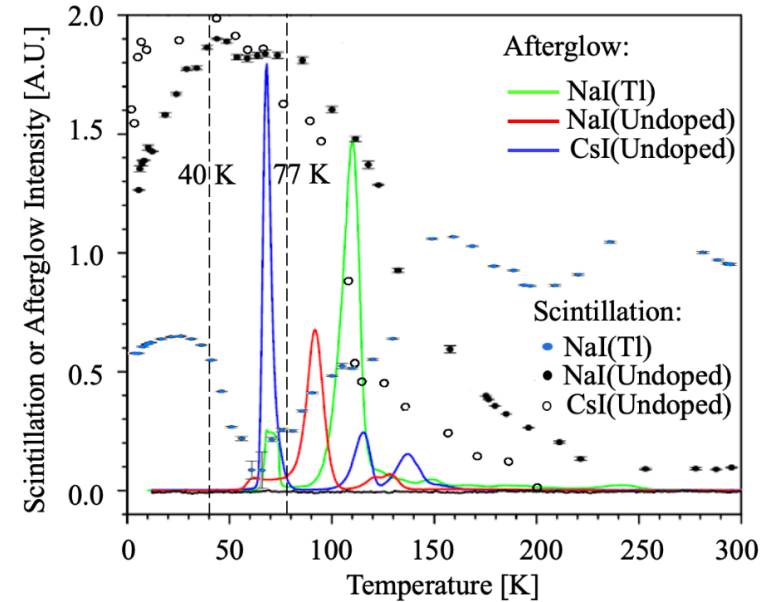 Scintillation or Afterglow Intensity [A.U.]
2.0
1.5
1.0
0.5
0.0
40 K
77 K
Afterglow:
NaI(Tl)
NaI(Undoped)
CsI(Undoped)
Scintillation:
NaI(Tl)
NaI(Undoped)
CsI(Undoped)
0 50 100 150 200 250 300
Temperature [K]